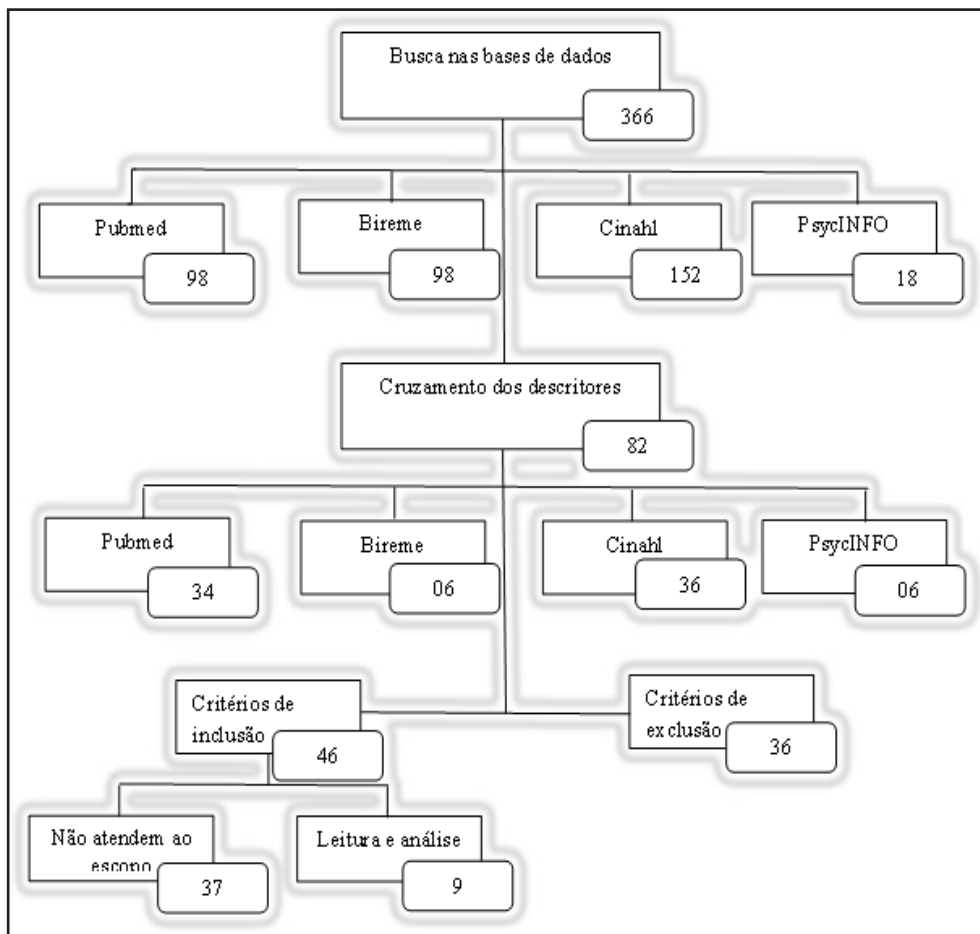 Busca nas bases de dados
366
Pubmed
98
Bireme
98
Cinahl
152
PsycINFO
18
Cruzamento dos descritores
82
Pubmed
34
Bireme
06
Cinahl
36
PsycINFO
06
Critérios de
inclusão
46
Critérios de
exclusão
36
Não atendem ao
escopo
37
Leitura e análise
9